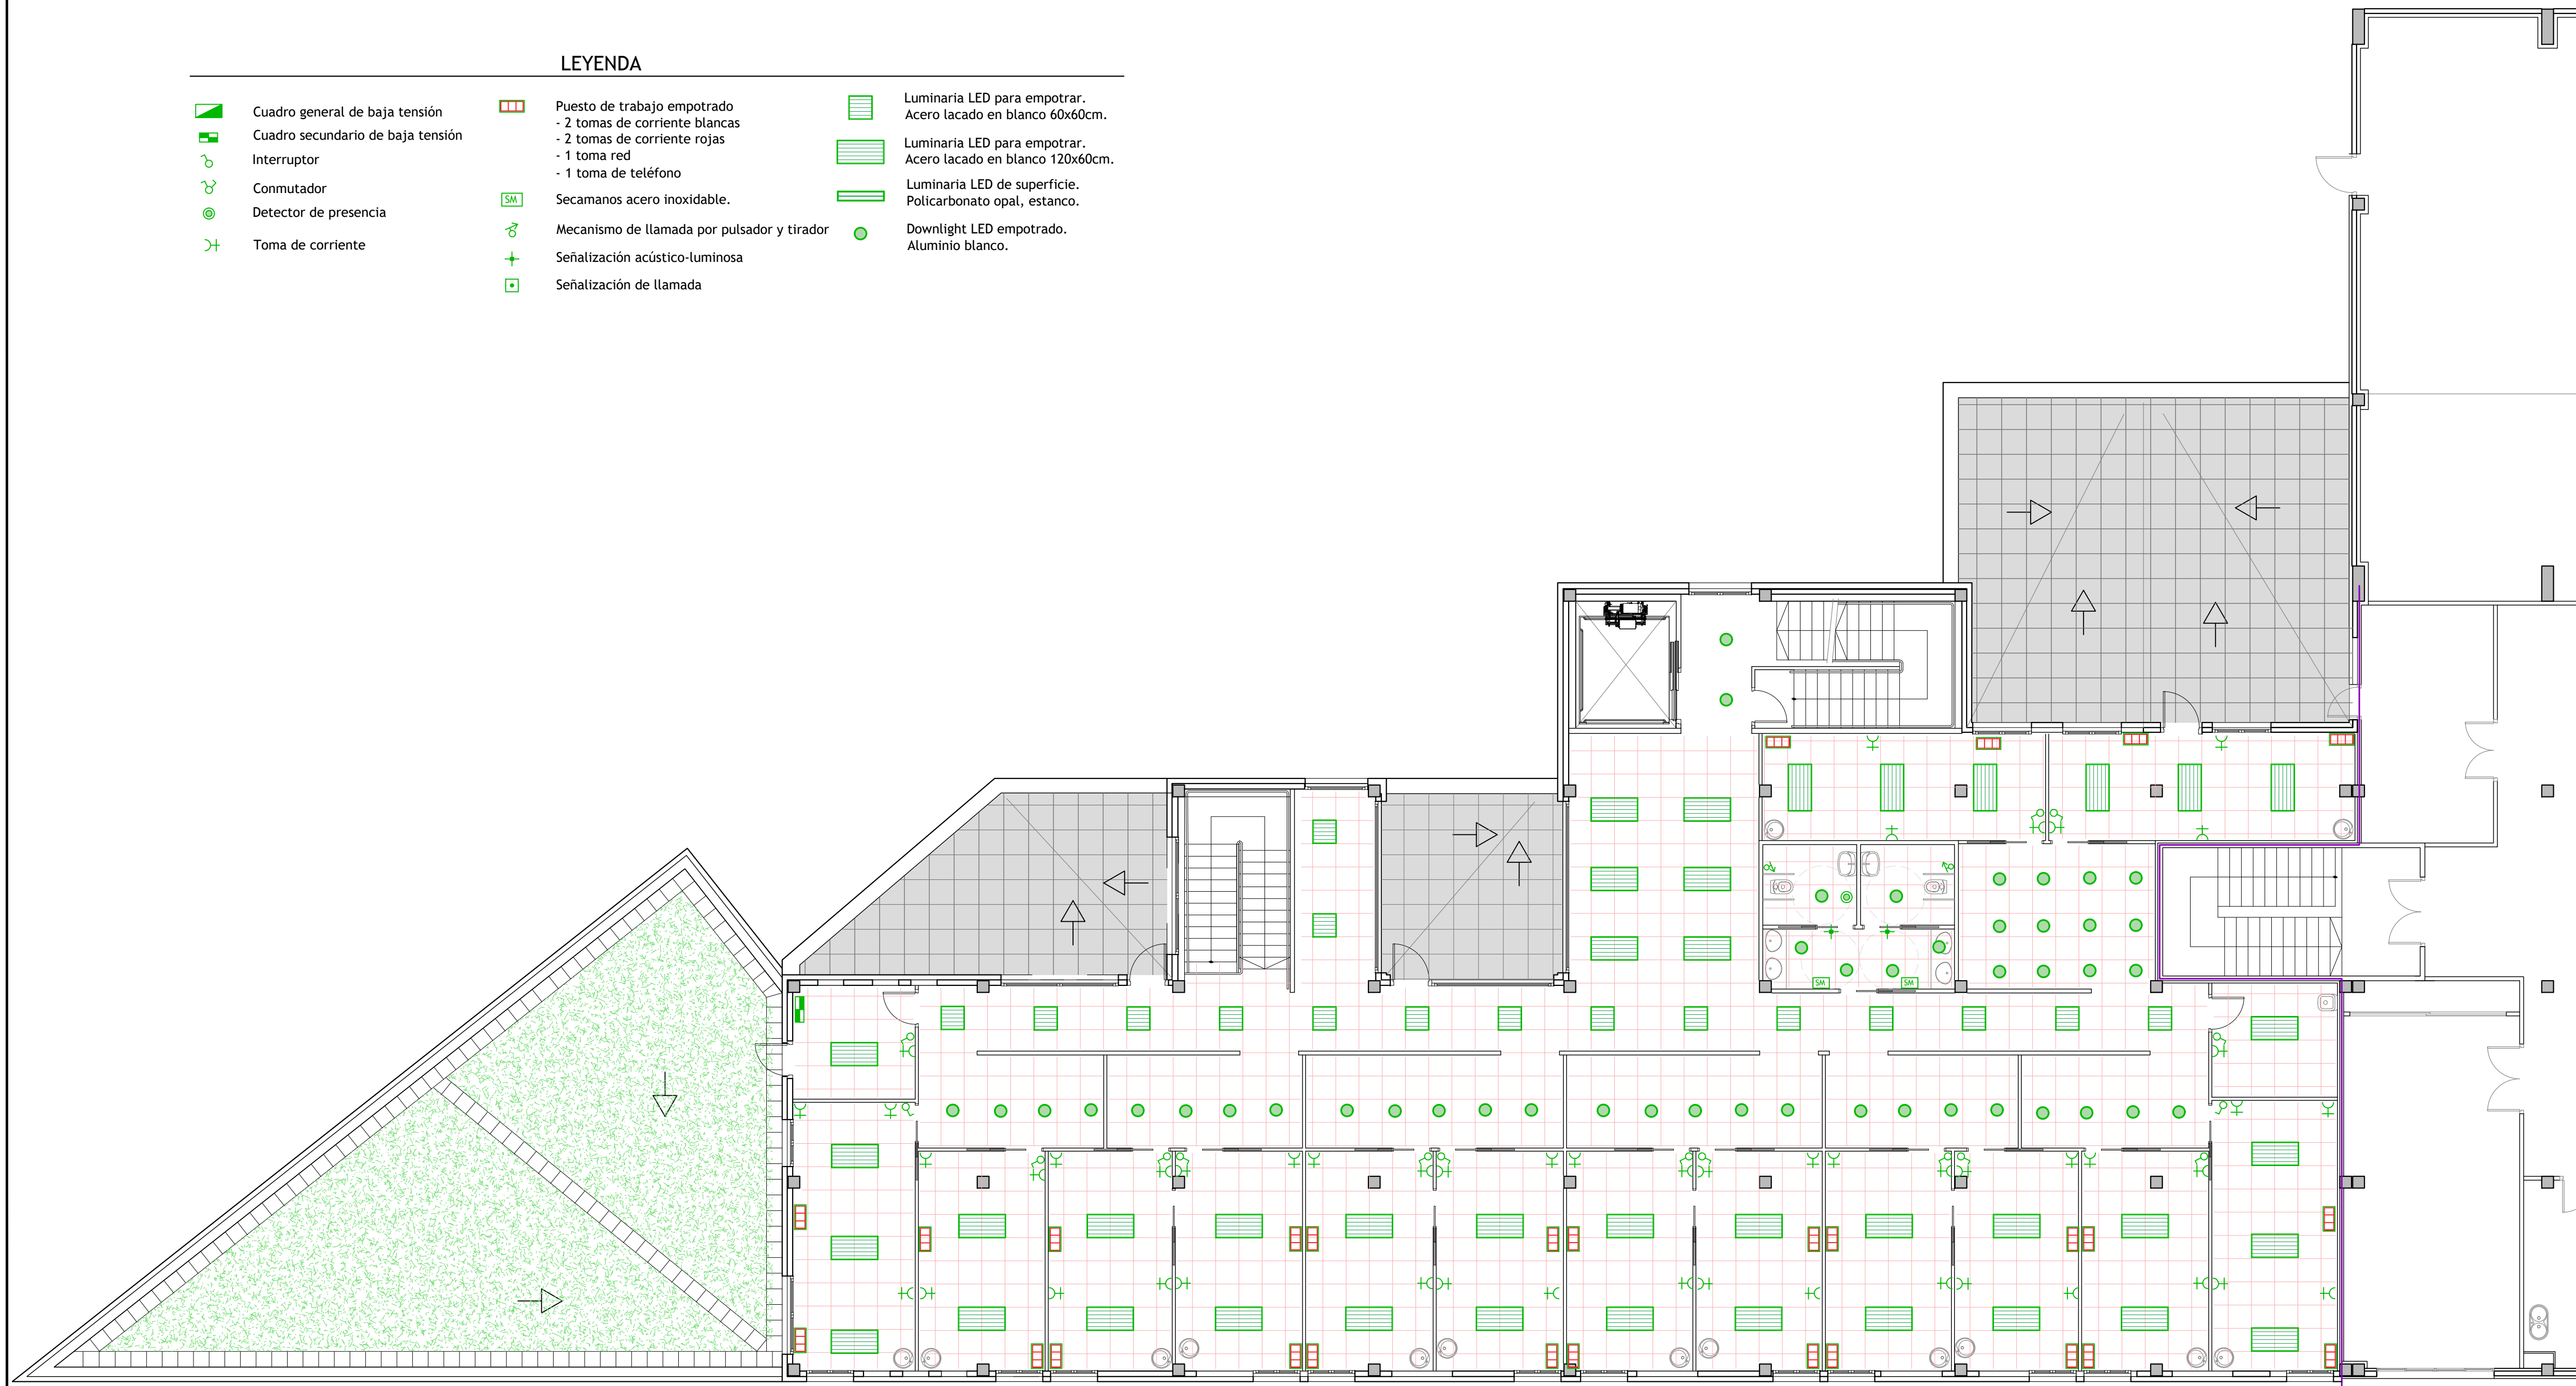 LEYENDA
Cuadro general de baja tensión
Cuadro secundario de baja tensión
Interruptor
Conmutador
Detector de presencia
Toma de corriente
Puesto de trabajo empotrado
- 2 tomas de corriente blancas
- 2 tomas de corriente rojas
- 1 toma red
- 1 toma de teléfono
SM Secamanos acero inoxidable.
Mecanismo de llamada por pulsador y tirador
Señalización acústico-luminosa
Señalización de llamada
Luminaria LED para empotrar.
Acero lacado en blanco 60x60cm.
Luminaria LED para empotrar.
Acero lacado en blanco 120x60cm.
Luminaria LED de superficie.
Policarbonato opal, estanco.
Downlight LED empotrado.
Aluminio blanco.
SM SM